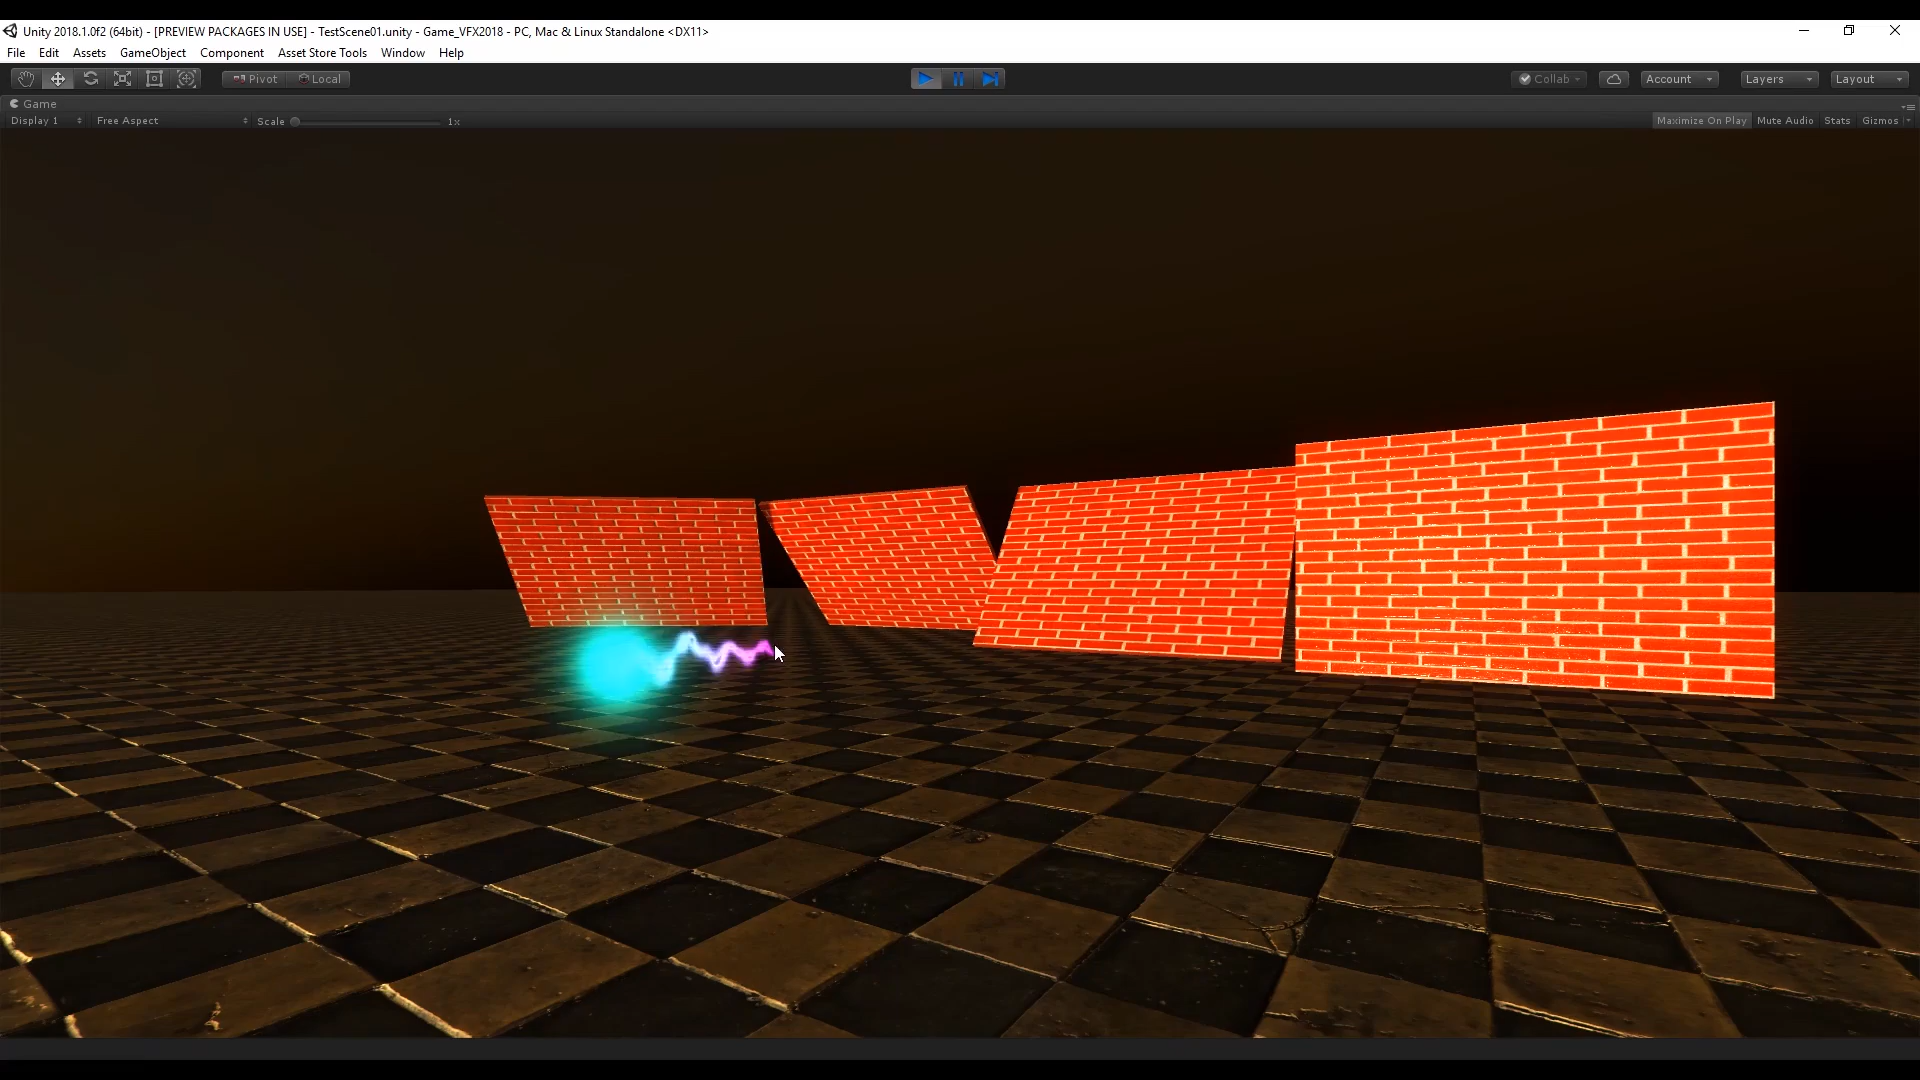 Unity 2018.1.0f2 (64bit) - [PREVIEW PACKAGES IN USE] - TestScene01.unity - Game_VFX2018 - PC, Mac & Linux Standalone <DX11>
File Edit Assets GameObject Component Asset Store Tools Window Help
Pivot Local Collab Account Layers Layout
Game
Display 1 Free Aspect Scale 1x Maximize On Play Mute Audio Stats Gizmos